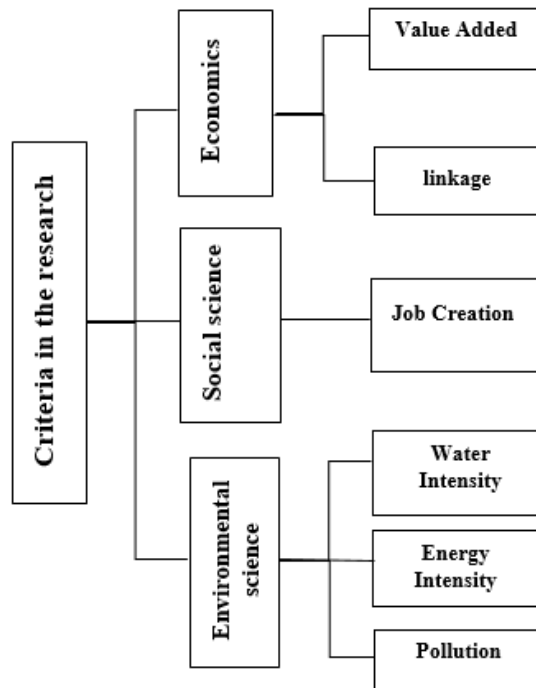 Criteria in the research
Economics
Value Added
linkage
Social science
Job Creation
Environmental
science
Water
Intensity
Energy
Intensity
Pollution